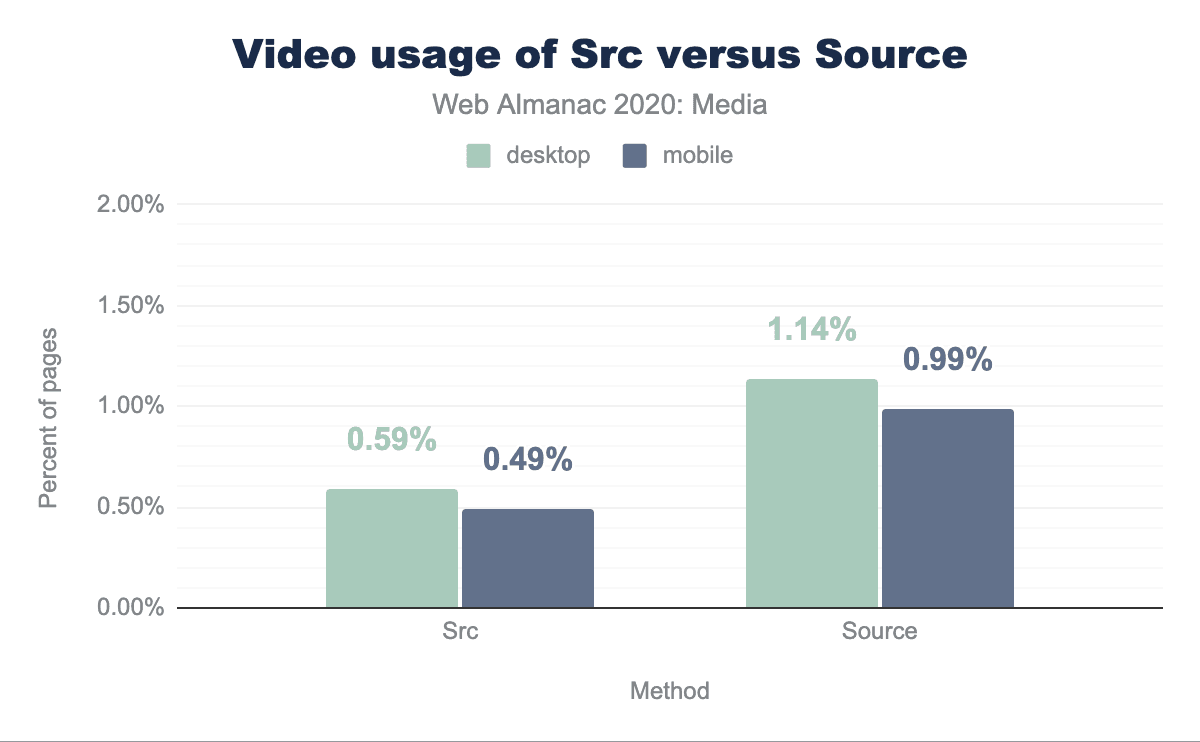 Video usage of Src versus Source
Web Almanac 2020: Media
desktop mobile
2.00%
1.50%
1.00%
0.50%
0.00%
Percent of pages
0.59%
0.49%
1.14%
0.99%
Src
Source
Method